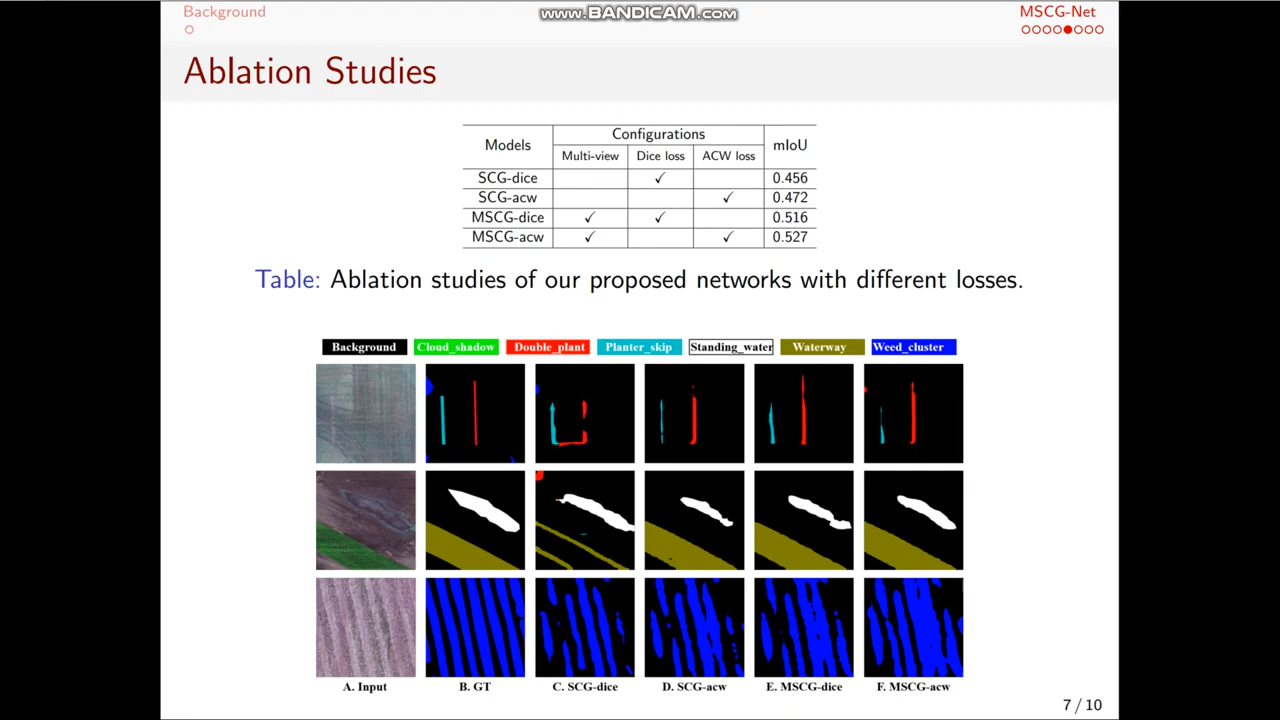 Background
www.BANDICAM.com
MSCG-Net
Ablation Studies
Models Configurations mIoU
Multi-view Dice loss ACW loss
SCG-dice ✓ 0.456
SCG-acw ✓ 0.472
MSCG-dice ✓ ✓ 0.516
MSCG-acw ✓ ✓ 0.527
Table: Ablation studies of our proposed networks with different losses.
Background Cloud_shadow Double_plant Planter_skip Standing_water Waterway Weed_cluster
A. Input B. GT C. SCG-dice D. SCG-acw E. MSCG-dice F. MSCG-acw
7 / 10